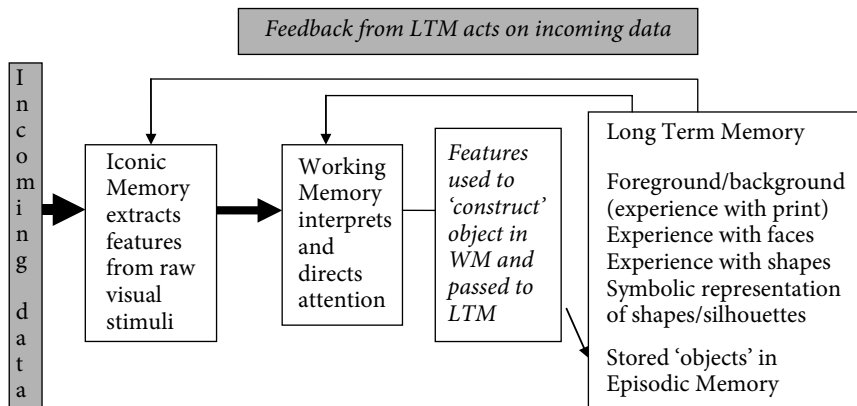 Feedback from LTM acts on incoming data
Incoming data
Iconic
Memory
extracts
features
from raw
visual
stimuli
Working
Memory
interprets
and
directs
attention
Features
used to
‘construct’
object in
WM and
passed to
LTM
Long Term Memory
Foreground/background
(experience with print)
Experience with faces
Experience with shapes
Symbolic representation
of shapes/silhouettes
Stored ‘objects’ in
Episodic Memory